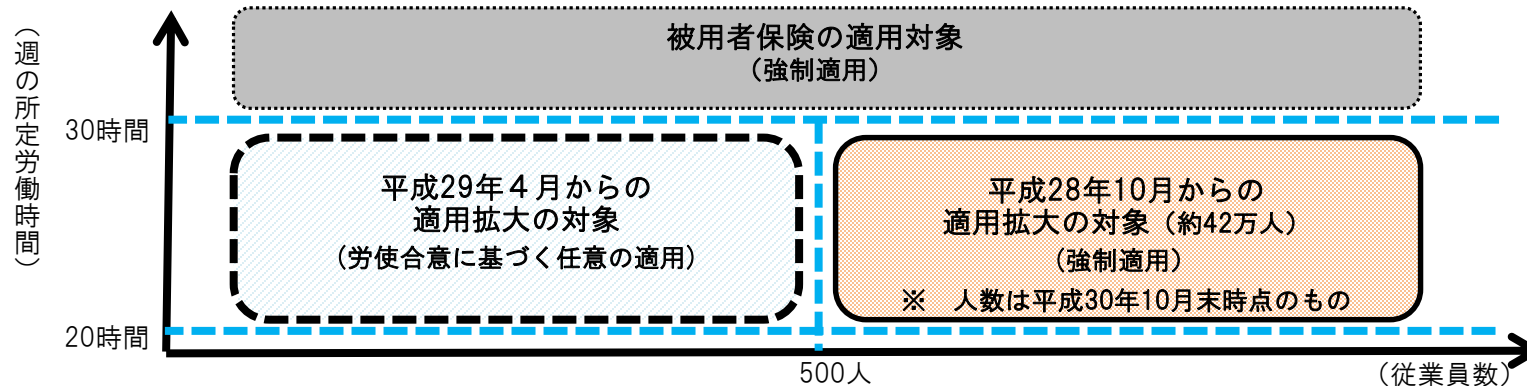 （週の所定労働時間）
被用者保険の適用対象
（強制適用）
30時間
平成29年４月からの
適用拡大の対象
（労使合意に基づく任意の適用）
平成28年10月からの
適用拡大の対象（約42万人）
（強制適用）
※　人数は平成30年10月末時点のもの
20時間
500人
（従業員数）